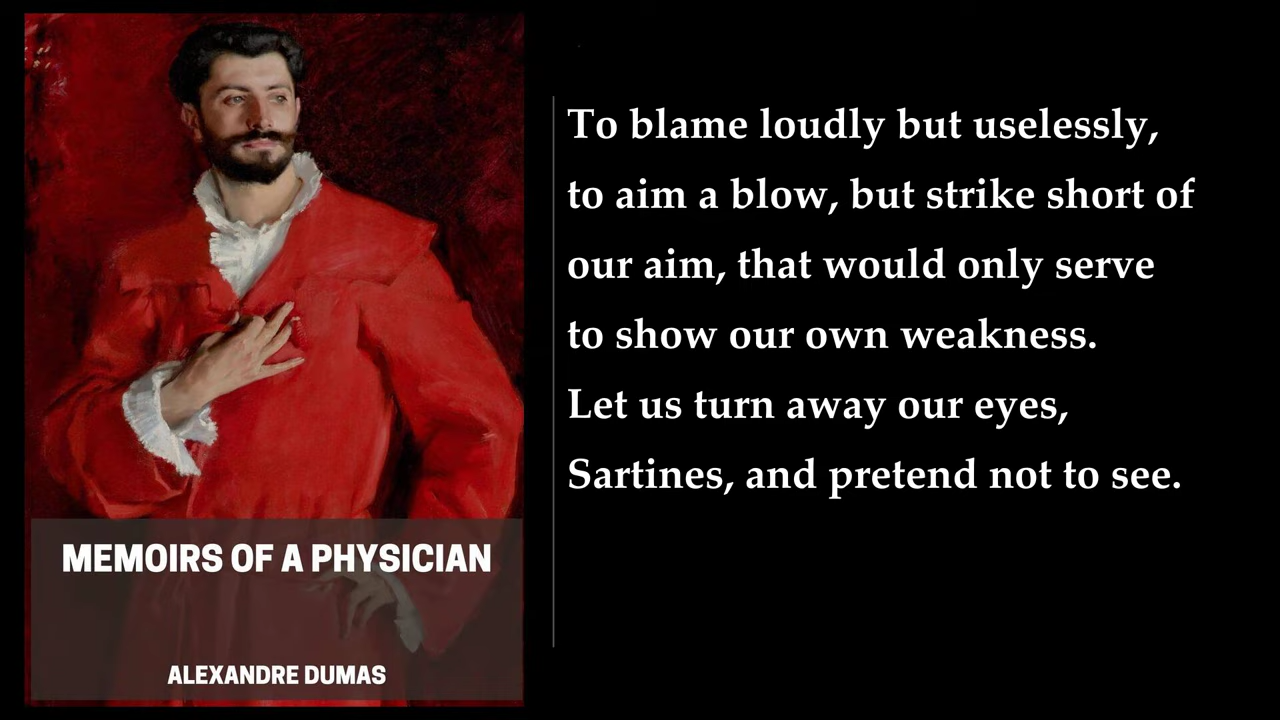 To blame loudly but uselessly,
to aim a blow, but strike short of
our aim, that would only serve
to show our own weakness.
Let us turn away our eyes,
Sartines, and pretend not to see.
MEMOIRS OF A PHYSICIAN
ALEXANDRE DUMAS